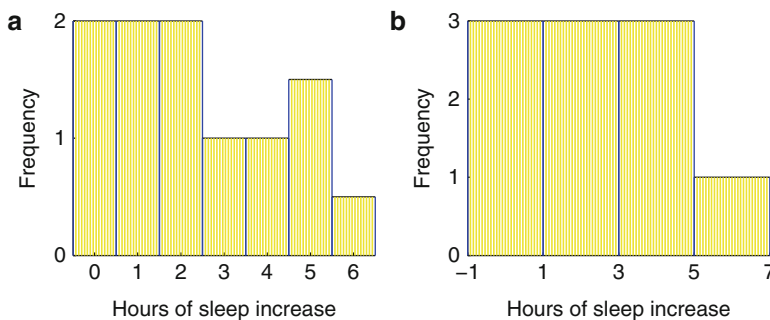 a
2
1
0
Frequency
0 1 2 3 4 5 6
Hours of sleep increase
b
3
2
1
0
Frequency
−1 1 3 5 7
Hours of sleep increase